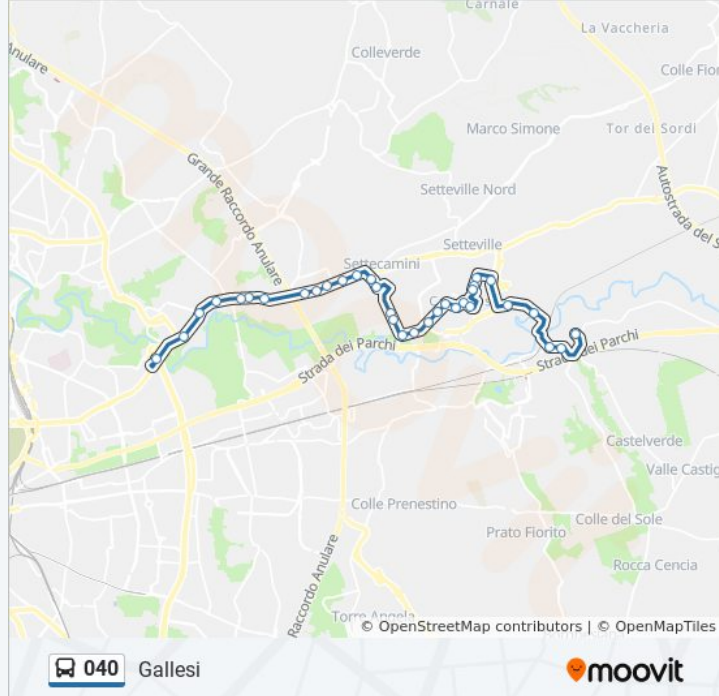 Carnale
La Vaccheria
Anulare
Colleverde
Colle Fior
Marco Simone
Tor dei Sordi
Grande Raccordo Anulare
Setteville Nord
Autostrada del S
Setteville
Settecamini
C
Strada dei Parchi
Strada dei Parchi
Castelverde
Valle Castig
Colle Prenestino
Colle del Sole
Prato Fiorito
Rocca Cencia
Raccordo Anulare
Torre Angela
© OpenStreetMap contributors | © OpenMapTiles
040 Gallesi
moovit